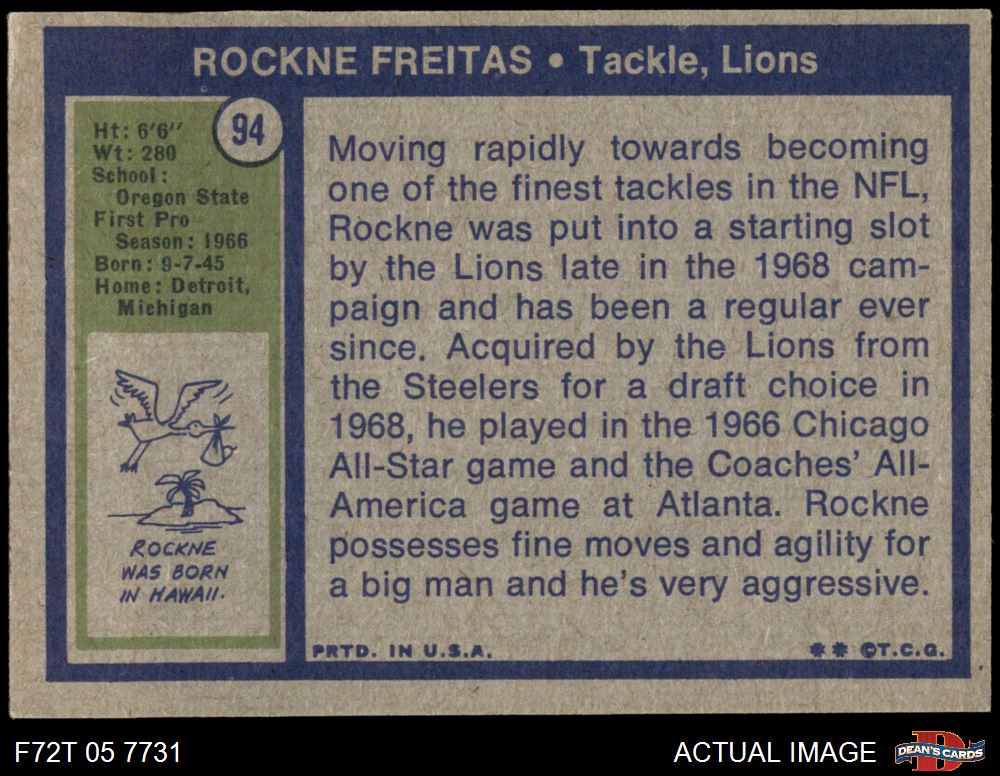 ROCKNE FREITAS • Tackle, Lions
94
Ht: 6'6"
Wt: 280
School:
Oregon State
First Pro
Season: 1966
Born: 9-7-45
Home: Detroit,
Michigan
ROCKNE
WAS BORN
IN HAWAII.
Moving rapidly towards becoming
one of the finest tackles in the NFL,
Rockne was put into a starting slot
by the Lions late in the 1968 cam-
paign and has been a regular ever
since. Acquired by the Lions from
the Steelers for a draft choice in
1968, he played in the 1966 Chicago
All-Star game and the Coaches' All-
America game at Atlanta. Rockne
possesses fine moves and agility for
a big man and he's very aggressive.
PRTD. IN U.S.A.
✱ ✱ ©T.C.G.
F72T 05 7731
ACTUAL IMAGE
D
DEAN'S CARDS